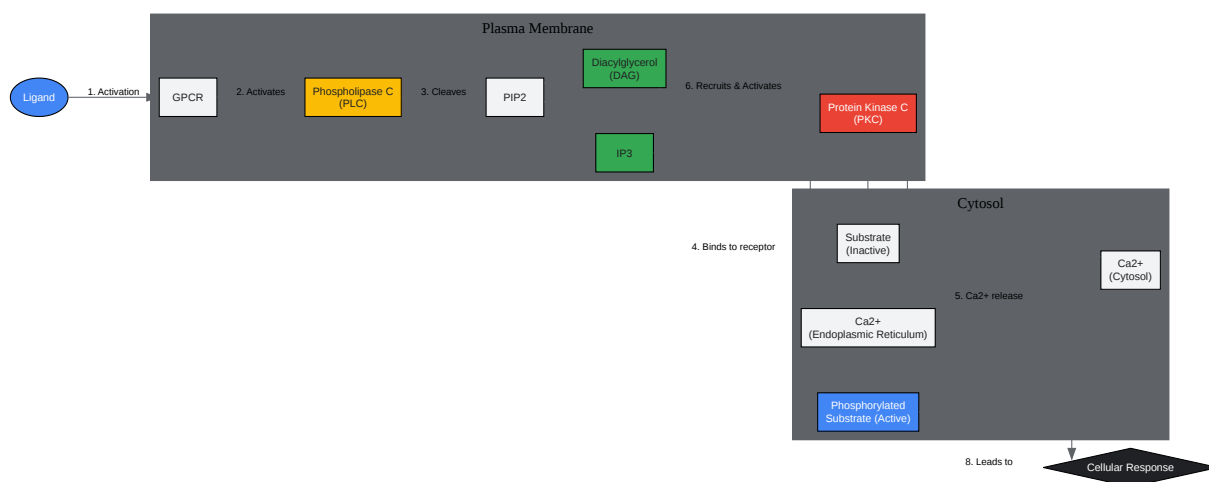 Plasma Membrane
Ligand
1. Activation
GPCR
2. Activates
Phospholipase C
(PLC)
3. Cleaves
PIP2
Diacylglycerol
(DAG)
6. Recruits & Activates
Protein Kinase C
(PKC)
IP3
Cytosol
4. Binds to receptor
Substrate
(Inactive)
Ca2+
(Cytosol)
5. Ca2+ release
Ca2+
(Endoplasmic Reticulum)
Phosphorylated
Substrate (Active)
8. Leads to
Cellular Response